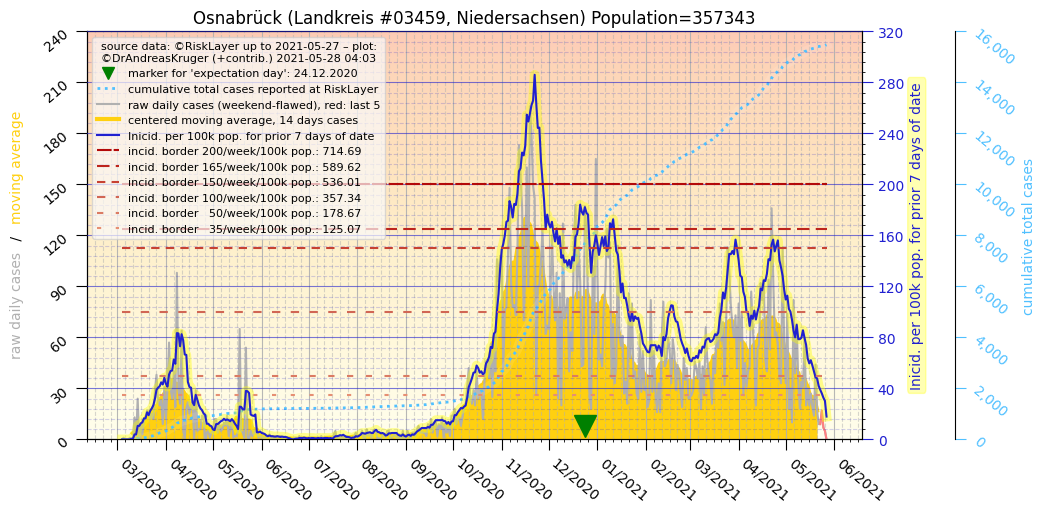 Osnabrück (Landkreis #03459, Niedersachsen) Population=357343
source data: ©RiskLayer up to 2021-05-27 – plot:
©DrAndreasKruger (+contrib.) 2021-05-28 04:03
marker for 'expectation day': 24.12.2020
cumulative total cases reported at RiskLayer
raw daily cases (weekend-flawed), red: last 5
centered moving average, 14 days cases
Inicid. per 100k pop. for prior 7 days of date
incid. border 200/week/100k pop.: 714.69
incid. border 165/week/100k pop.: 589.62
incid. border 150/week/100k pop.: 536.01
incid. border 100/week/100k pop.: 357.34
incid. border 50/week/100k pop.: 178.67
incid. border 35/week/100k pop.: 125.07
raw daily cases / moving average
240
210
180
150
120
90
60
30
0
03/2020
04/2020
05/2020
06/2020
07/2020
08/2020
09/2020
10/2020
11/2020
12/2020
01/2021
02/2021
03/2021
04/2021
05/2021
06/2021
320
280
240
200
160
120
80
40
0
Inicid. per 100k pop. for prior 7 days of date
16,000
14,000
12,000
10,000
8,000
6,000
4,000
2,000
0
cumulative total cases